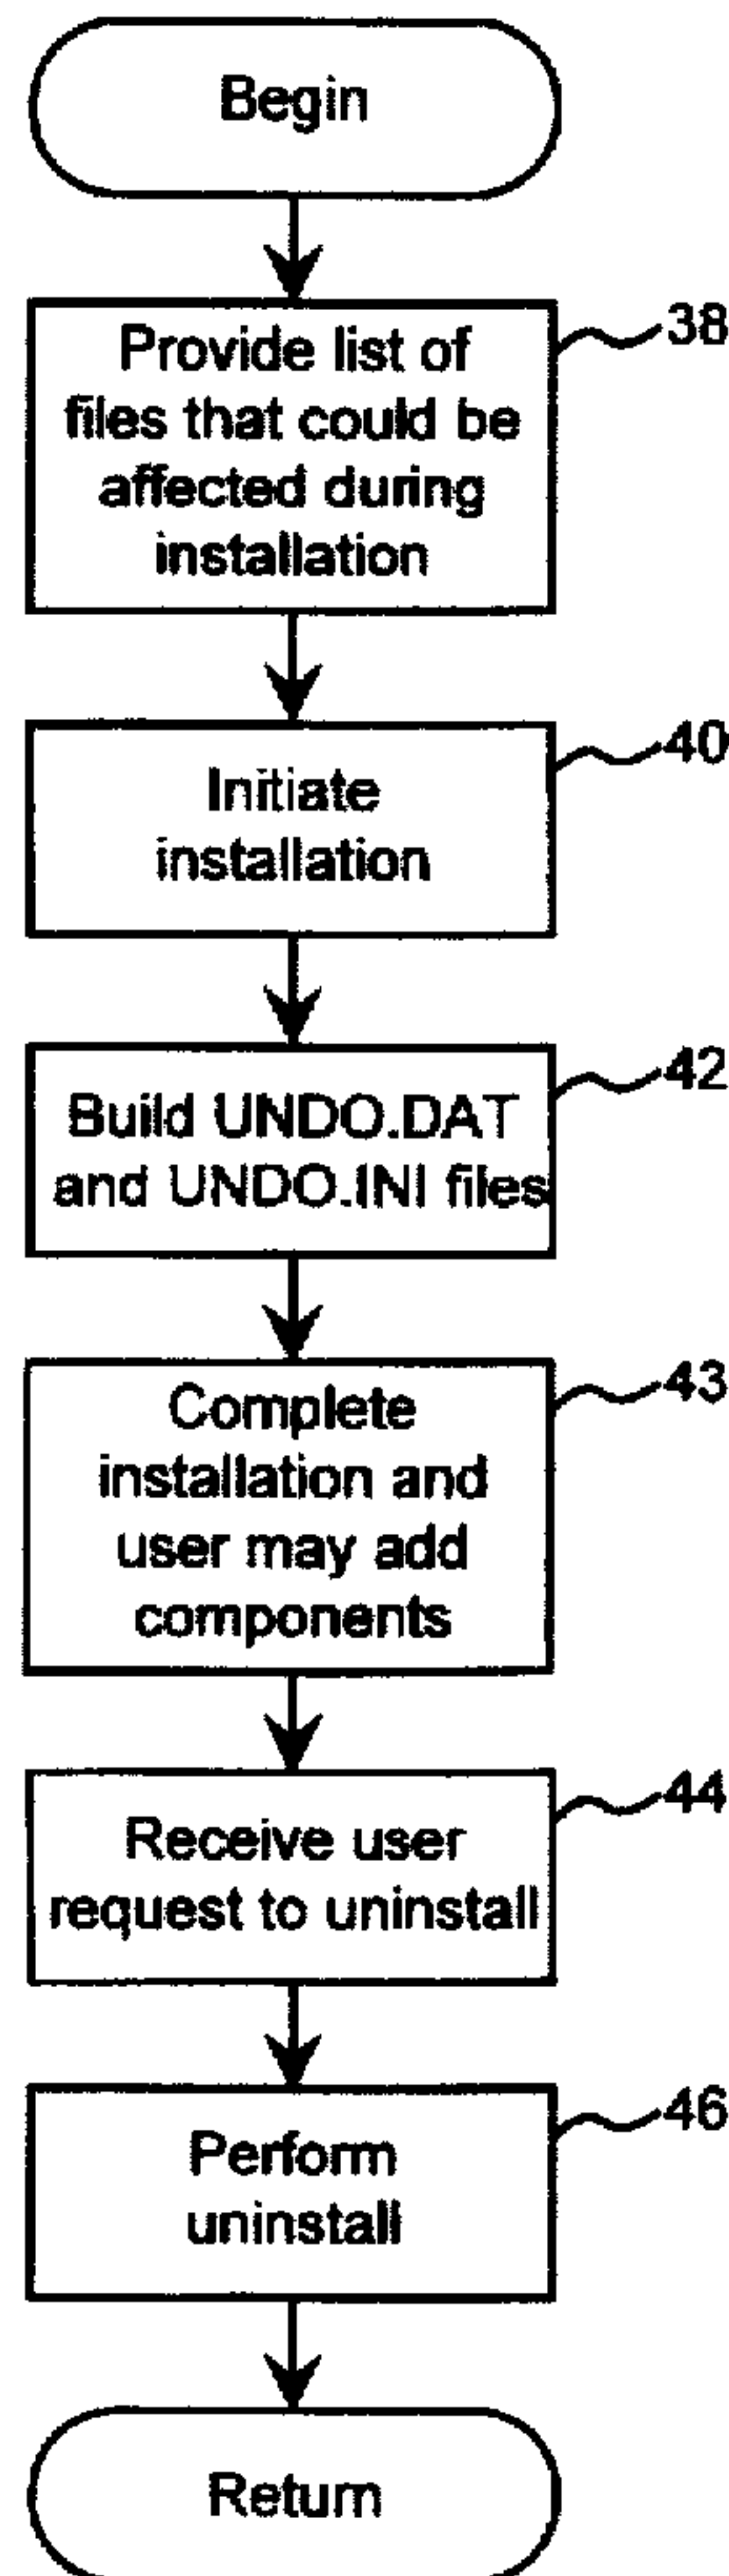 Begin
Provide list of
files that could be
affected during
installation
38
Initiate
installation
40
Build UNDO.DAT
and UNDO.INI files
42
Complete
installation and
user may add
components
43
Receive user
request to uninstall
44
Perform
uninstall
46
Return